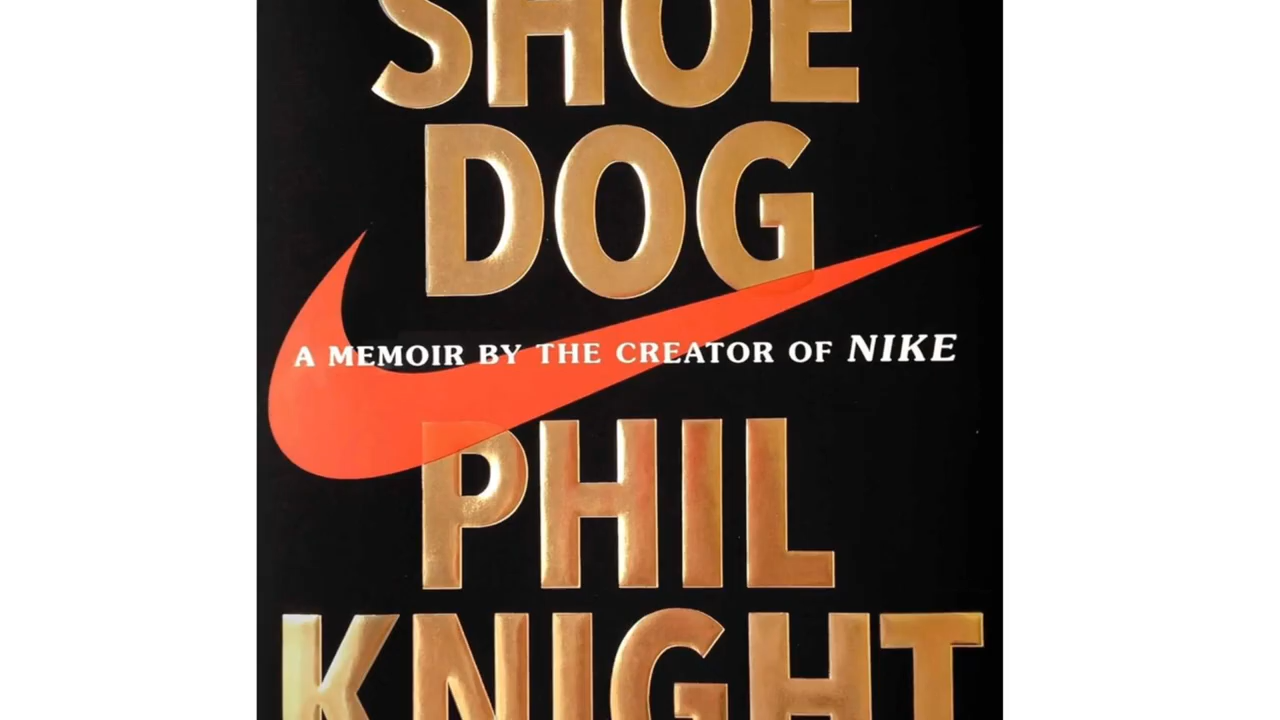 SHOE
DOG
A MEMOIR BY THE CREATOR OF NIKE
PHIL
KNIGHT